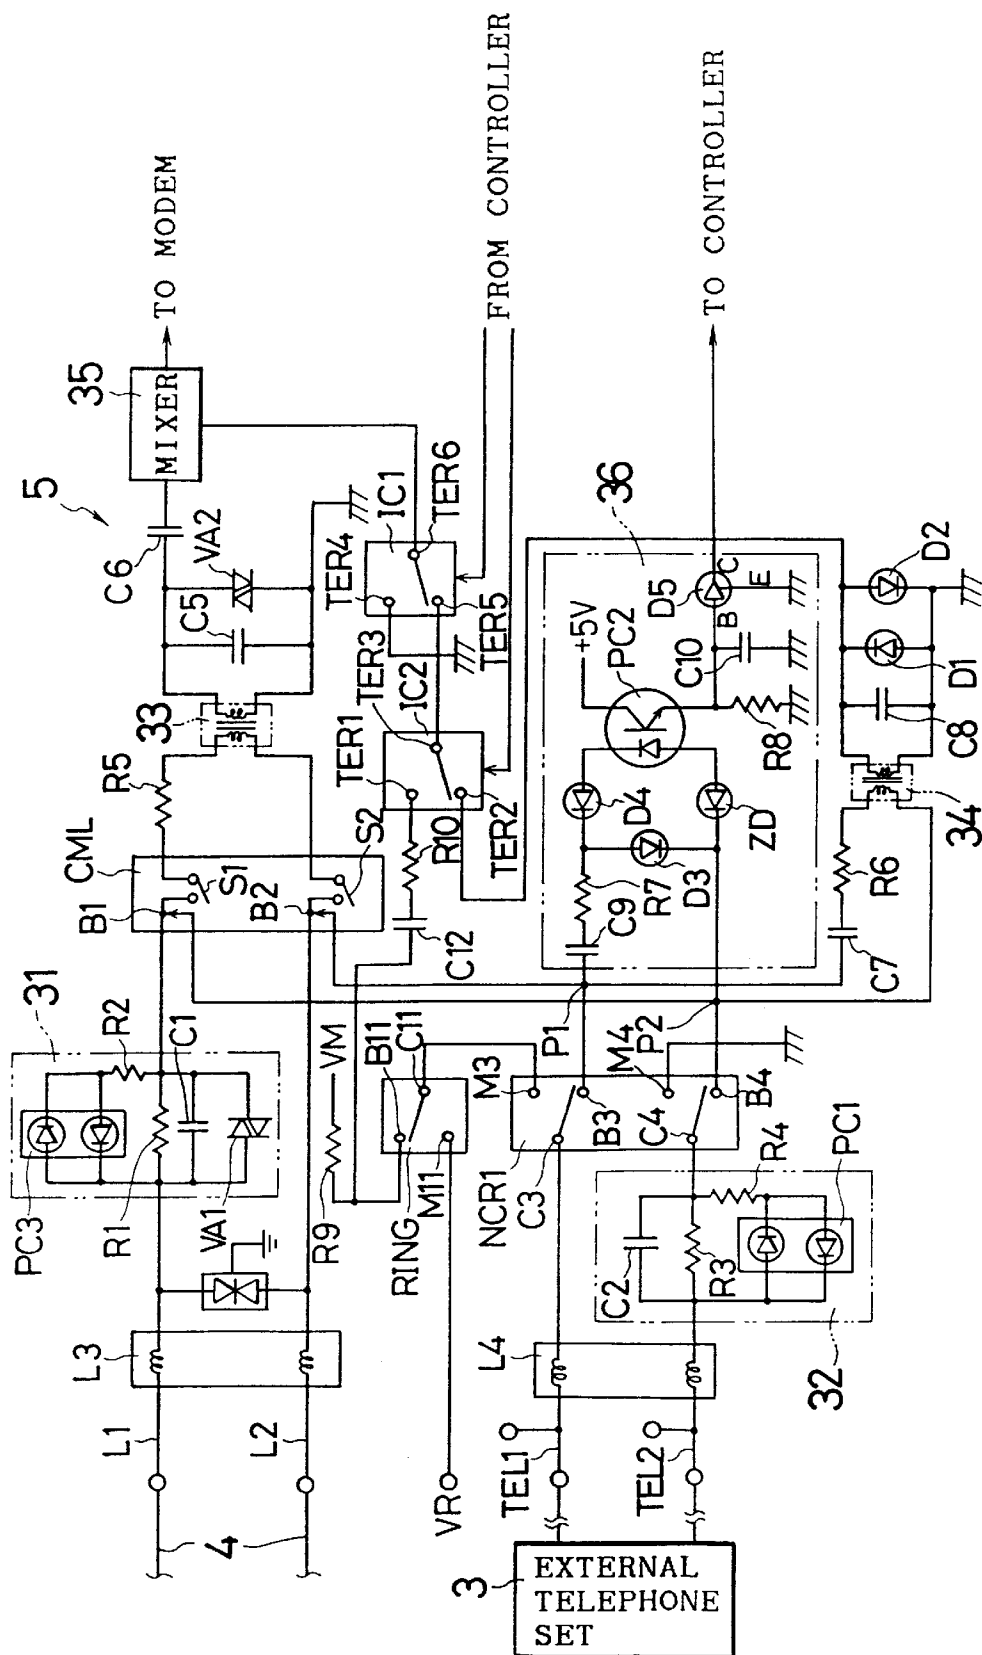 5
TO MODEM
35
MIXER
C6
VA2
C5
33
R5
CML
B1
S1
B2
S2
31
R2
C1
PC3
R1
VA1
L3
L1
L2
4
FROM CONTROLLER
IC1
TER4
TER6
TER5
TER3
IC2
TER1
TER2
R10
C12
VM
R9
B11
C11
RING
M11
VR
TO CONTROLLER
36
+5V
PC2
D5
B
C
E
C10
R8
D4
ZD
D3
R7
C9
P1
P2
M3
M4
B3
B4
C3
C4
NCR1
C2
R3
R4
PC1
32
L4
TEL1
TEL2
3
EXTERNAL
TELEPHONE
SET
D2
D1
C8
34
R6
C7